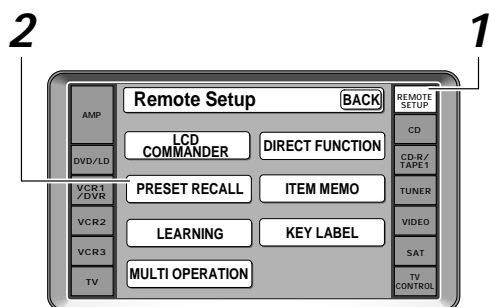 2
1
Remote Setup
BACK
AMP
DVD/LD
VCR1
/DVR
VCR2
VCR3
TV
LCD
COMMANDER
DIRECT FUNCTION
PRESET RECALL
ITEM MEMO
LEARNING
KEY LABEL
MULTI OPERATION
REMOTE
SETUP
CD
CD-R/
TAPE1
TUNER
VIDEO
SAT
TV
CONTROL